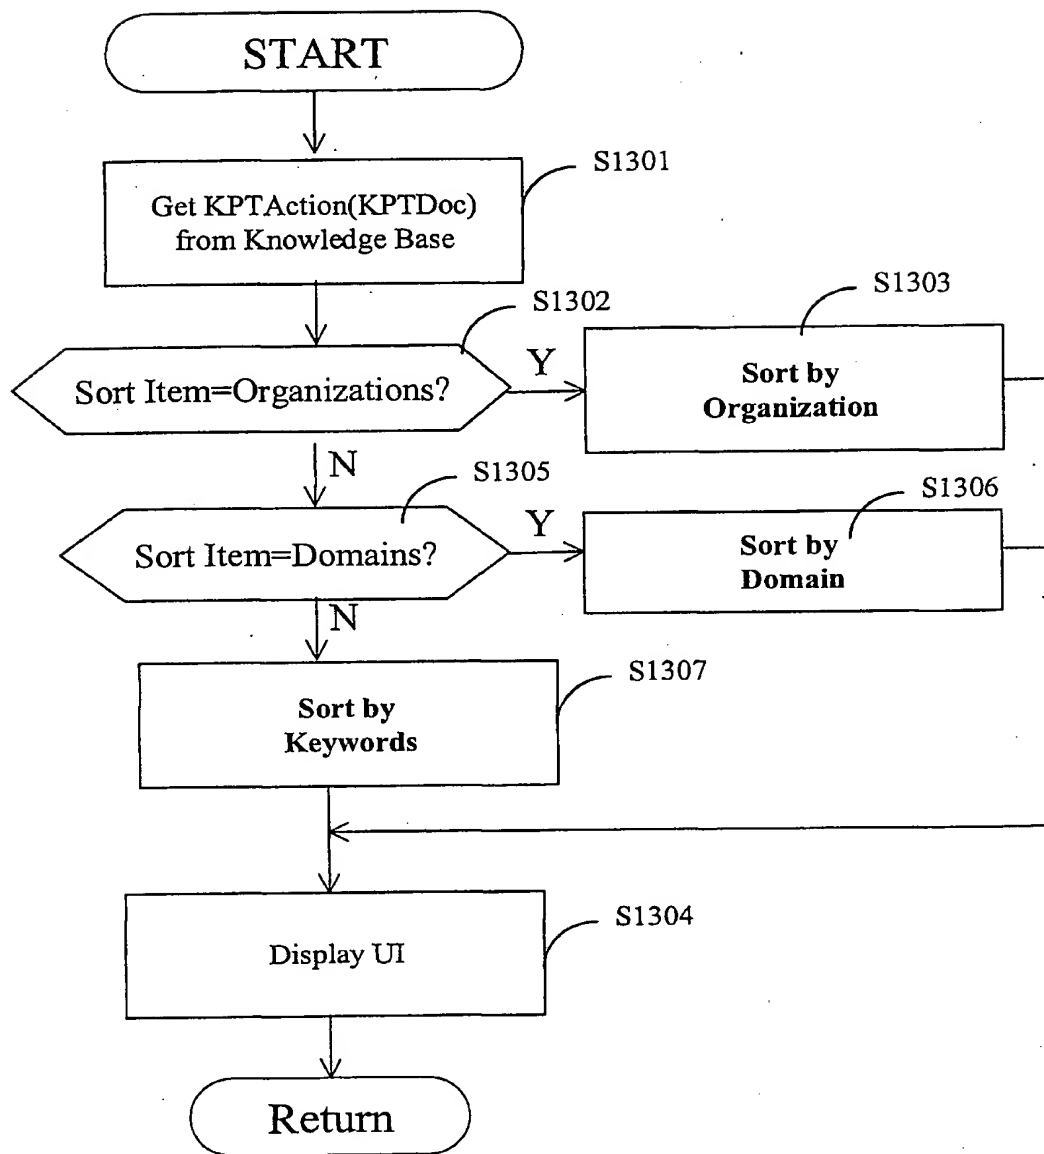 START
S1301
Get KPTAction(KPTDoc)
from Knowledge Base
S1302
S1303
Sort Item=Organizations?
Y
Sort by
Organization
N
S1305
S1306
Sort Item=Domains?
Y
Sort by
Domain
N
S1307
Sort by
Keywords
S1304
Display UI
Return